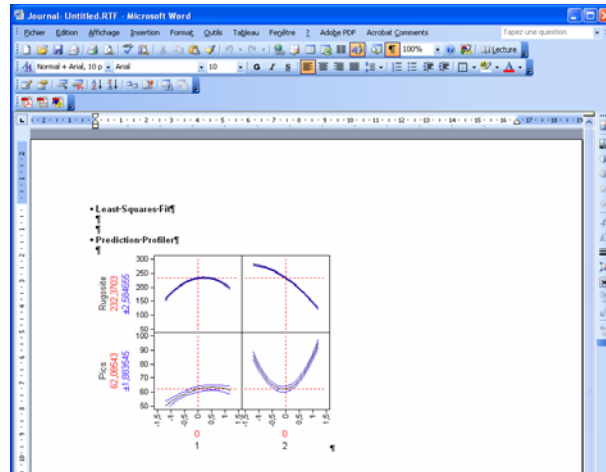 Journal- Untitled.RTF - Microsoft Word
Fichier Edition Affichage Insertion Format Outils Tableau Fenêtre ? Adobe PDF Acrobat Comments Tapez une question
100% Lecture
Normal + Arial, 10 p Arial 10 G I S
Least·Squares·Fit¶
¶
¶
Prediction·Profiler¶
¶
Rugosite
232,3703
±2,584655
300
250
200
150
100
50
Pics
62,08543
±1,883545
100
90
80
70
60
50
-1,5 -1 -0,5 0 0,5 1 1,5 -1,5 -1 -0,5 0 0,5 1 1,5
0 0
1 2 ¶